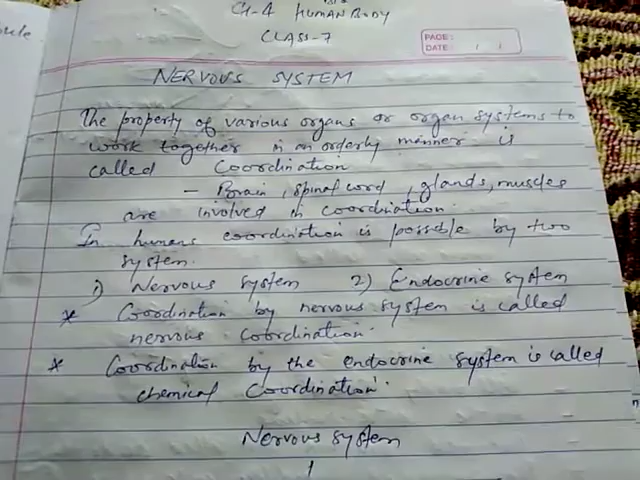 CH-4 HUMAN BODY
CLASS-7
PAGE:
DATE: / /
NERVOUS SYSTEM
The property of various organs or organ systems to
work together in an orderly manner is
called Coordination
- Brain, spinal cord, glands, muscles
are involved in coordination.
In humans coordination is possible by two
system.
1) Nervous system 2) Endocrine system
* Coordination by nervous system is called
nervous coordination.
* Coordination by the endocrine system is called
chemical Coordination.
Nervous system